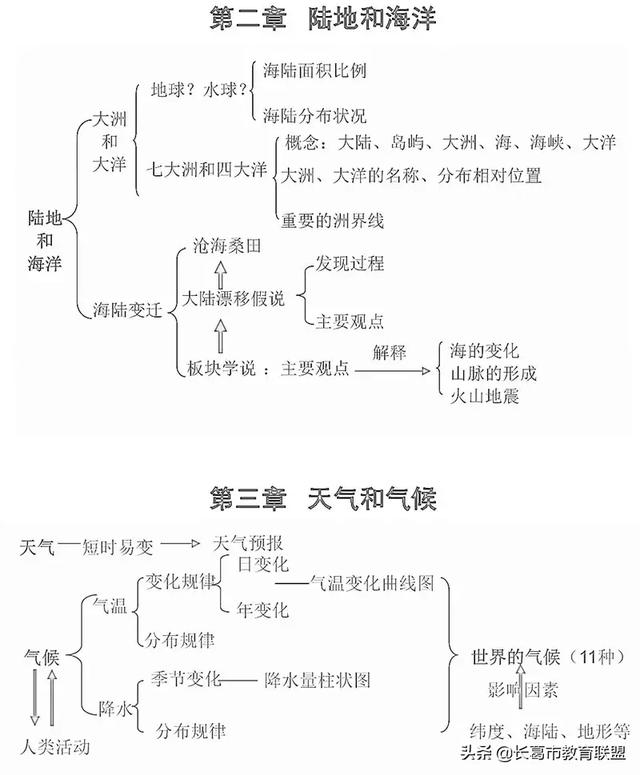 第二章 陆地和海洋
海陆面积比例
地球？水球？
海陆分布状况
大洲
和
大洋
概念：大陆、岛屿、大洲、海、海峡、大洋
七大洲和四大洋
大洲、大洋的名称、分布相对位置
重要的洲界线
陆地
和
海洋
沧海桑田
发现过程
大陆漂移假说
海陆变迁
主要观点
解释
板块学说：主要观点
海的变化
山脉的形成
火山地震
第三章 天气和气候
天气 短时易变 天气预报
日变化
变化规律
气温变化曲线图
气温
年变化
分布规律
气候
世界的气候（11种）
季节变化 降水量柱状图
影响因素
降水
分布规律
纬度、海陆、地形等
人类活动
头条 @长葛市教育联盟